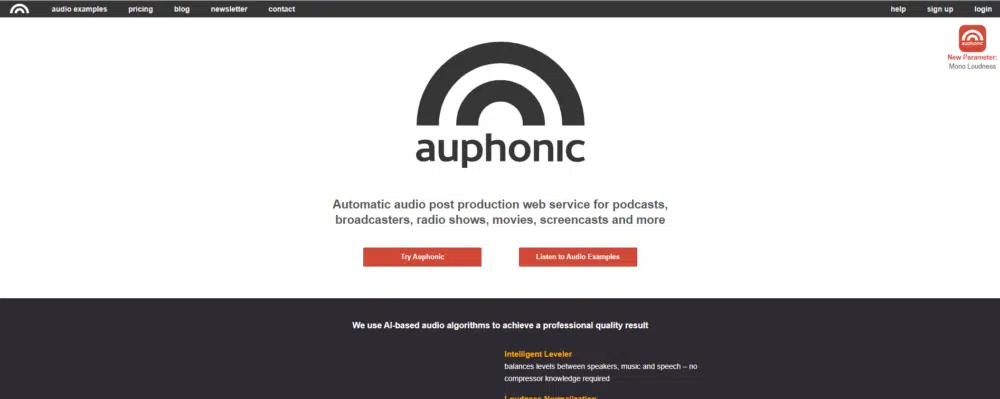 audio examples pricing blog newsletter contact help sign up login
auphonic
New Parameter:
Mono Loudness
auphonic
Automatic audio post production web service for podcasts,
broadcasters, radio shows, movies, screencasts and more
Try Auphonic Listen to Audio Examples
We use AI-based audio algorithms to achieve a professional quality result
Intelligent Leveler
balances levels between speakers, music and speech – no
compressor knowledge required
Loudness Normalization